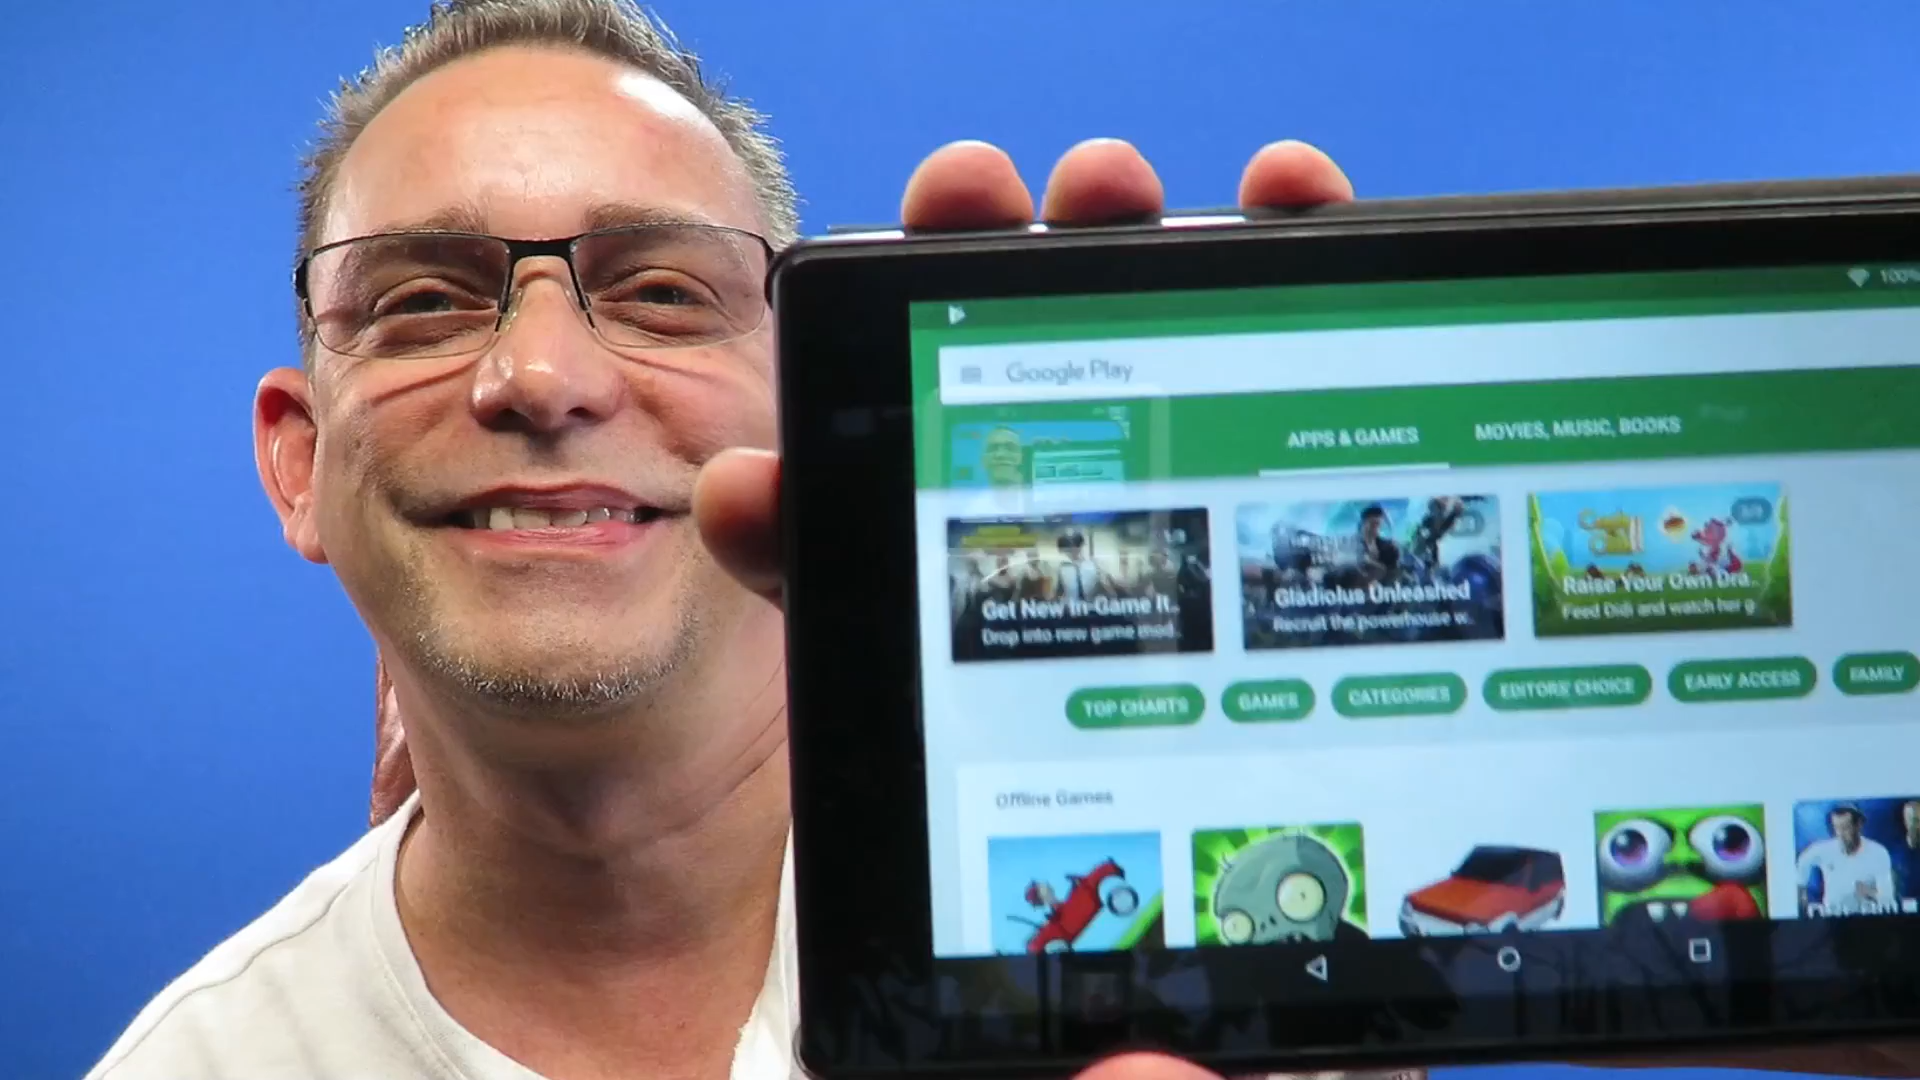 100%
Google Play
APPS & GAMES
MOVIES, MUSIC, BOOKS
Get New In-Game It..
Drop into new game mod..
Gladiolus Unleashed
Recruit the powerhouse w..
Raise Your Own Dra..
Feed Didi and watch her g..
TOP CHARTS
GAMES
CATEGORIES
EDITORS' CHOICE
EARLY ACCESS
FAMILY
Offline Games